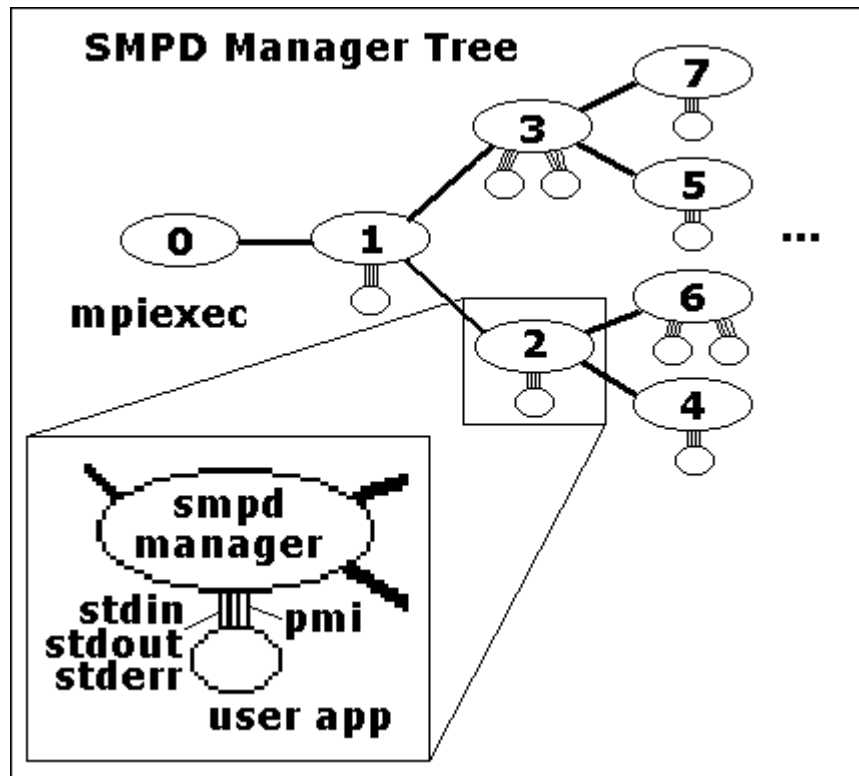 SMPD Manager Tree
7
3
5
0
1
...
6
mpiexec
2
4
smpd
manager
stdin
pmi
stdout
stderr
user app